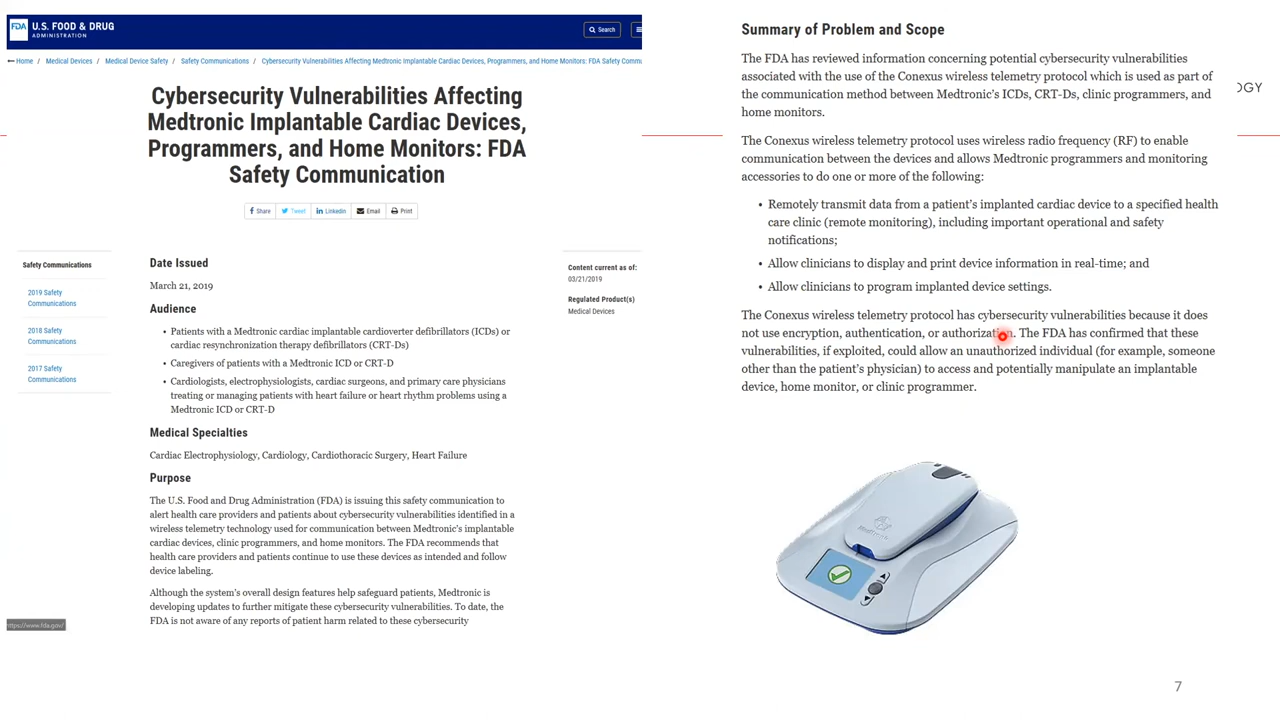 FDA U.S. FOOD & DRUG
ADMINISTRATION
Search
Home / Medical Devices / Medical Device Safety / Safety Communications / Cybersecurity Vulnerabilities Affecting Medtronic Implantable Cardiac Devices, Programmers, and Home Monitors: FDA Safety Commu
Cybersecurity Vulnerabilities Affecting
Medtronic Implantable Cardiac Devices,
Programmers, and Home Monitors: FDA
Safety Communication
Share Tweet Linkedin Email Print
Safety Communications
2019 Safety
Communications
2018 Safety
Communications
2017 Safety
Communications
Date Issued
March 21, 2019
Audience
• Patients with a Medtronic cardiac implantable cardioverter defibrillators (ICDs) or
cardiac resynchronization therapy defibrillators (CRT-Ds)
• Caregivers of patients with a Medtronic ICD or CRT-D
• Cardiologists, electrophysiologists, cardiac surgeons, and primary care physicians
treating or managing patients with heart failure or heart rhythm problems using a
Medtronic ICD or CRT-D
Medical Specialties
Cardiac Electrophysiology, Cardiology, Cardiothoracic Surgery, Heart Failure
Purpose
The U.S. Food and Drug Administration (FDA) is issuing this safety communication to
alert health care providers and patients about cybersecurity vulnerabilities identified in a
wireless telemetry technology used for communication between Medtronic's implantable
cardiac devices, clinic programmers, and home monitors. The FDA recommends that
health care providers and patients continue to use these devices as intended and follow
device labeling.
Although the system's overall design features help safeguard patients, Medtronic is
developing updates to further mitigate these cybersecurity vulnerabilities. To date, the
FDA is not aware of any reports of patient harm related to these cybersecurity
Content current as of:
03/21/2019
Regulated Product(s)
Medical Devices
https://www.fda.gov/
Summary of Problem and Scope
The FDA has reviewed information concerning potential cybersecurity vulnerabilities
associated with the use of the Conexus wireless telemetry protocol which is used as part of
the communication method between Medtronic's ICDs, CRT-Ds, clinic programmers, and
home monitors.
The Conexus wireless telemetry protocol uses wireless radio frequency (RF) to enable
communication between the devices and allows Medtronic programmers and monitoring
accessories to do one or more of the following:
• Remotely transmit data from a patient's implanted cardiac device to a specified health
care clinic (remote monitoring), including important operational and safety
notifications;
• Allow clinicians to display and print device information in real-time; and
• Allow clinicians to program implanted device settings.
The Conexus wireless telemetry protocol has cybersecurity vulnerabilities because it does
not use encryption, authentication, or authorization. The FDA has confirmed that these
vulnerabilities, if exploited, could allow an unauthorized individual (for example, someone
other than the patient's physician) to access and potentially manipulate an implantable
device, home monitor, or clinic programmer.
OGY
Medtronic
7